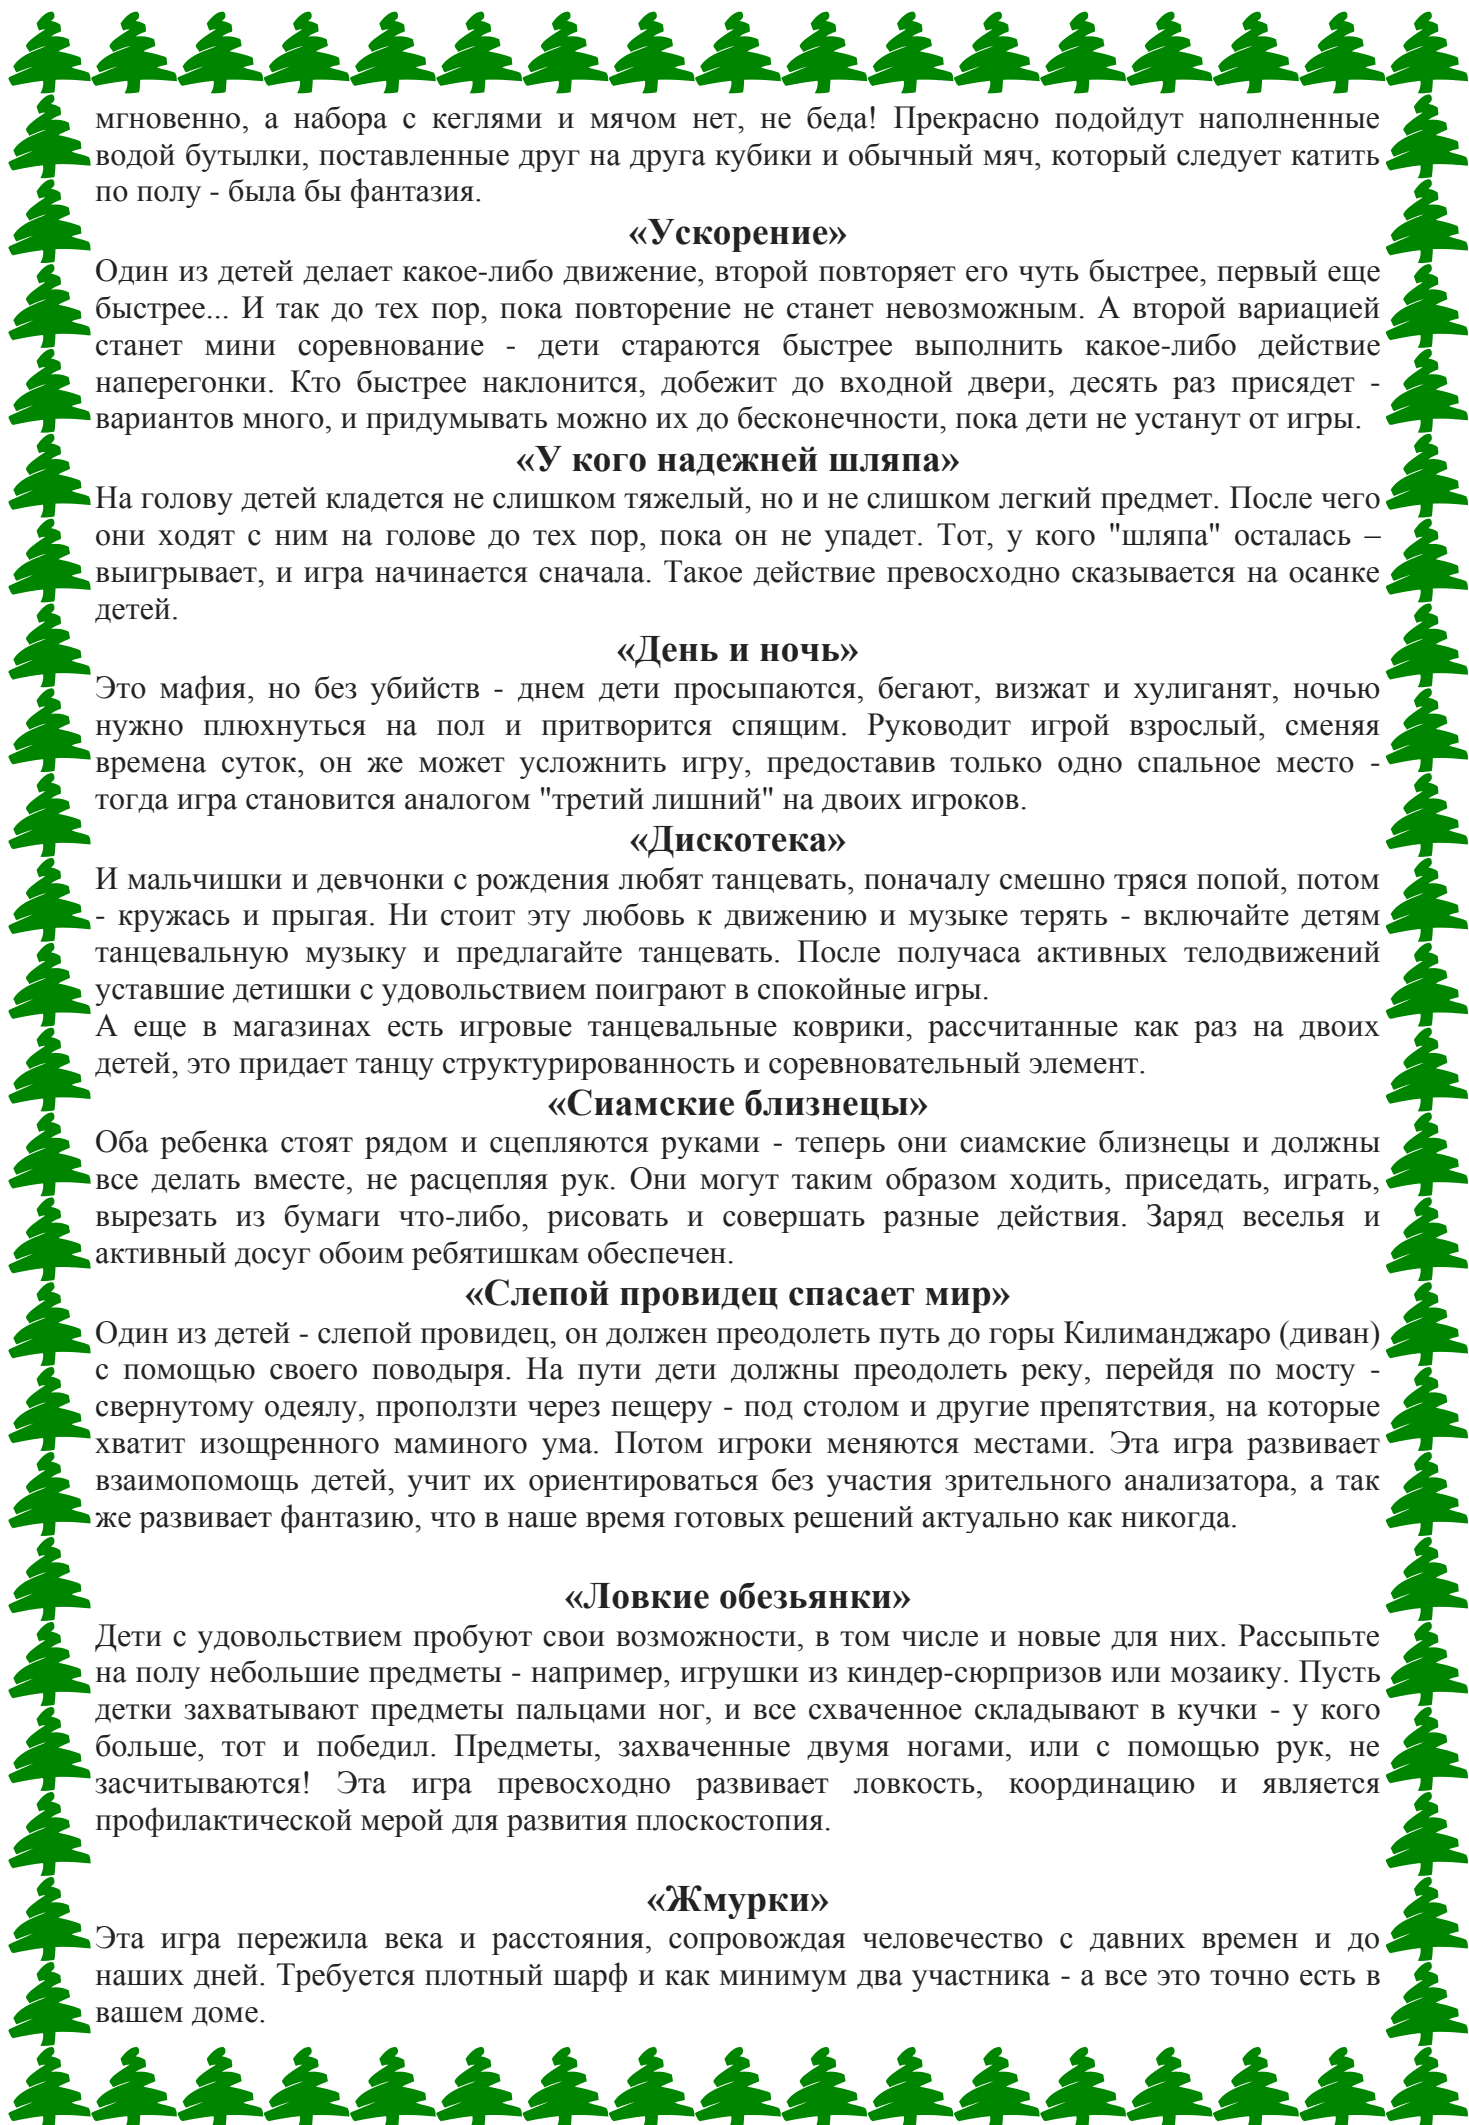 мгновенно, а набора с кеглями и мячом нет, не беда! Прекрасно подойдут наполненные
водой бутылки, поставленные друг на друга кубики и обычный мяч, который следует катить
по полу - была бы фантазия.
«Ускорение»
Один из детей делает какое-либо движение, второй повторяет его чуть быстрее, первый еще
быстрее... И так до тех пор, пока повторение не станет невозможным. А второй вариацией
станет мини соревнование - дети стараются быстрее выполнить какое-либо действие
наперегонки. Кто быстрее наклонится, добежит до входной двери, десять раз присядет -
вариантов много, и придумывать можно их до бесконечности, пока дети не устанут от игры.
«У кого надежней шляпа»
На голову детей кладется не слишком тяжелый, но и не слишком легкий предмет. После чего
они ходят с ним на голове до тех пор, пока он не упадет. Тот, у кого "шляпа" осталась –
выигрывает, и игра начинается сначала. Такое действие превосходно сказывается на осанке
детей.
«День и ночь»
Это мафия, но без убийств - днем дети просыпаются, бегают, визжат и хулиганят, ночью
нужно плюхнуться на пол и притворится спящим. Руководит игрой взрослый, сменяя
времена суток, он же может усложнить игру, предоставив только одно спальное место -
тогда игра становится аналогом "третий лишний" на двоих игроков.
«Дискотека»
И мальчишки и девчонки с рождения любят танцевать, поначалу смешно тряся попой, потом
- кружась и прыгая. Ни стоит эту любовь к движению и музыке терять - включайте детям
танцевальную музыку и предлагайте танцевать. После получаса активных телодвижений
уставшие детишки с удовольствием поиграют в спокойные игры.
А еще в магазинах есть игровые танцевальные коврики, рассчитанные как раз на двоих
детей, это придает танцу структурированность и соревновательный элемент.
«Сиамские близнецы»
Оба ребенка стоят рядом и сцепляются руками - теперь они сиамские близнецы и должны
все делать вместе, не расцепляя рук. Они могут таким образом ходить, приседать, играть,
вырезать из бумаги что-либо, рисовать и совершать разные действия. Заряд веселья и
активный досуг обоим ребятишкам обеспечен.
«Слепой провидец спасает мир»
Один из детей - слепой провидец, он должен преодолеть путь до горы Килиманджаро (диван)
с помощью своего поводыря. На пути дети должны преодолеть реку, перейдя по мосту -
свернутому одеялу, проползти через пещеру - под столом и другие препятствия, на которые
хватит изощренного маминого ума. Потом игроки меняются местами. Эта игра развивает
взаимопомощь детей, учит их ориентироваться без участия зрительного анализатора, а так
же развивает фантазию, что в наше время готовых решений актуально как никогда.
«Ловкие обезьянки»
Дети с удовольствием пробуют свои возможности, в том числе и новые для них. Рассыпьте
на полу небольшие предметы - например, игрушки из киндер-сюрпризов или мозаику. Пусть
детки захватывают предметы пальцами ног, и все схваченное складывают в кучки - у кого
больше, тот и победил. Предметы, захваченные двумя ногами, или с помощью рук, не
засчитываются! Эта игра превосходно развивает ловкость, координацию и является
профилактической мерой для развития плоскостопия.
«Жмурки»
Эта игра пережила века и расстояния, сопровождая человечество с давних времен и до
наших дней. Требуется плотный шарф и как минимум два участника - а все это точно есть в
вашем доме.